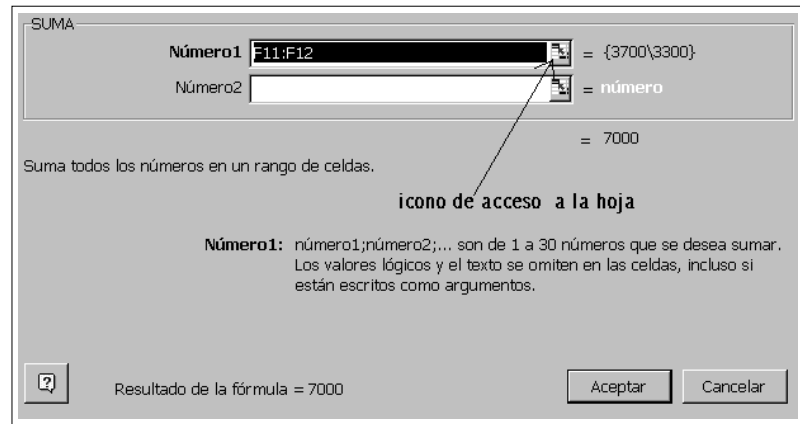 SUMA
Número1 F11:F12 = {3700\3300}
Número2 = número
= 7000
Suma todos los números en un rango de celdas.
icono de acceso a la hoja
Número1: número1;número2;... son de 1 a 30 números que se desea sumar.
Los valores lógicos y el texto se omiten en las celdas, incluso si
están escritos como argumentos.
? Resultado de la fórmula = 7000 Aceptar Cancelar